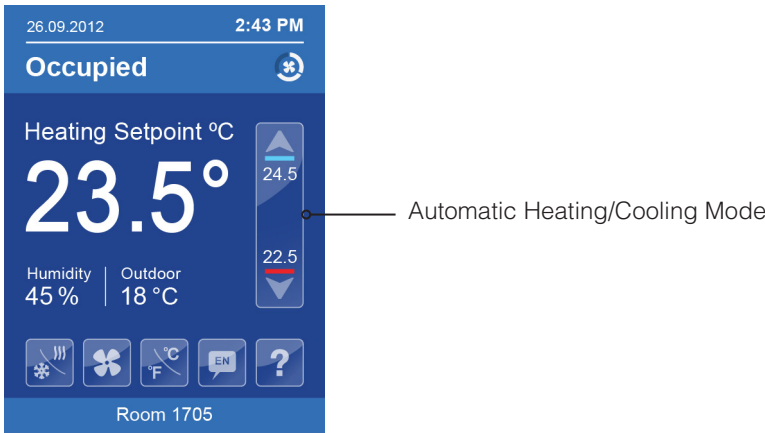 26.09.2012 2:43 PM
Occupied
Heating Setpoint ºC
23.5°
24.5
Automatic Heating/Cooling Mode
22.5
Humidity Outdoor
45 % 18 °C
°F °C EN ?
Room 1705